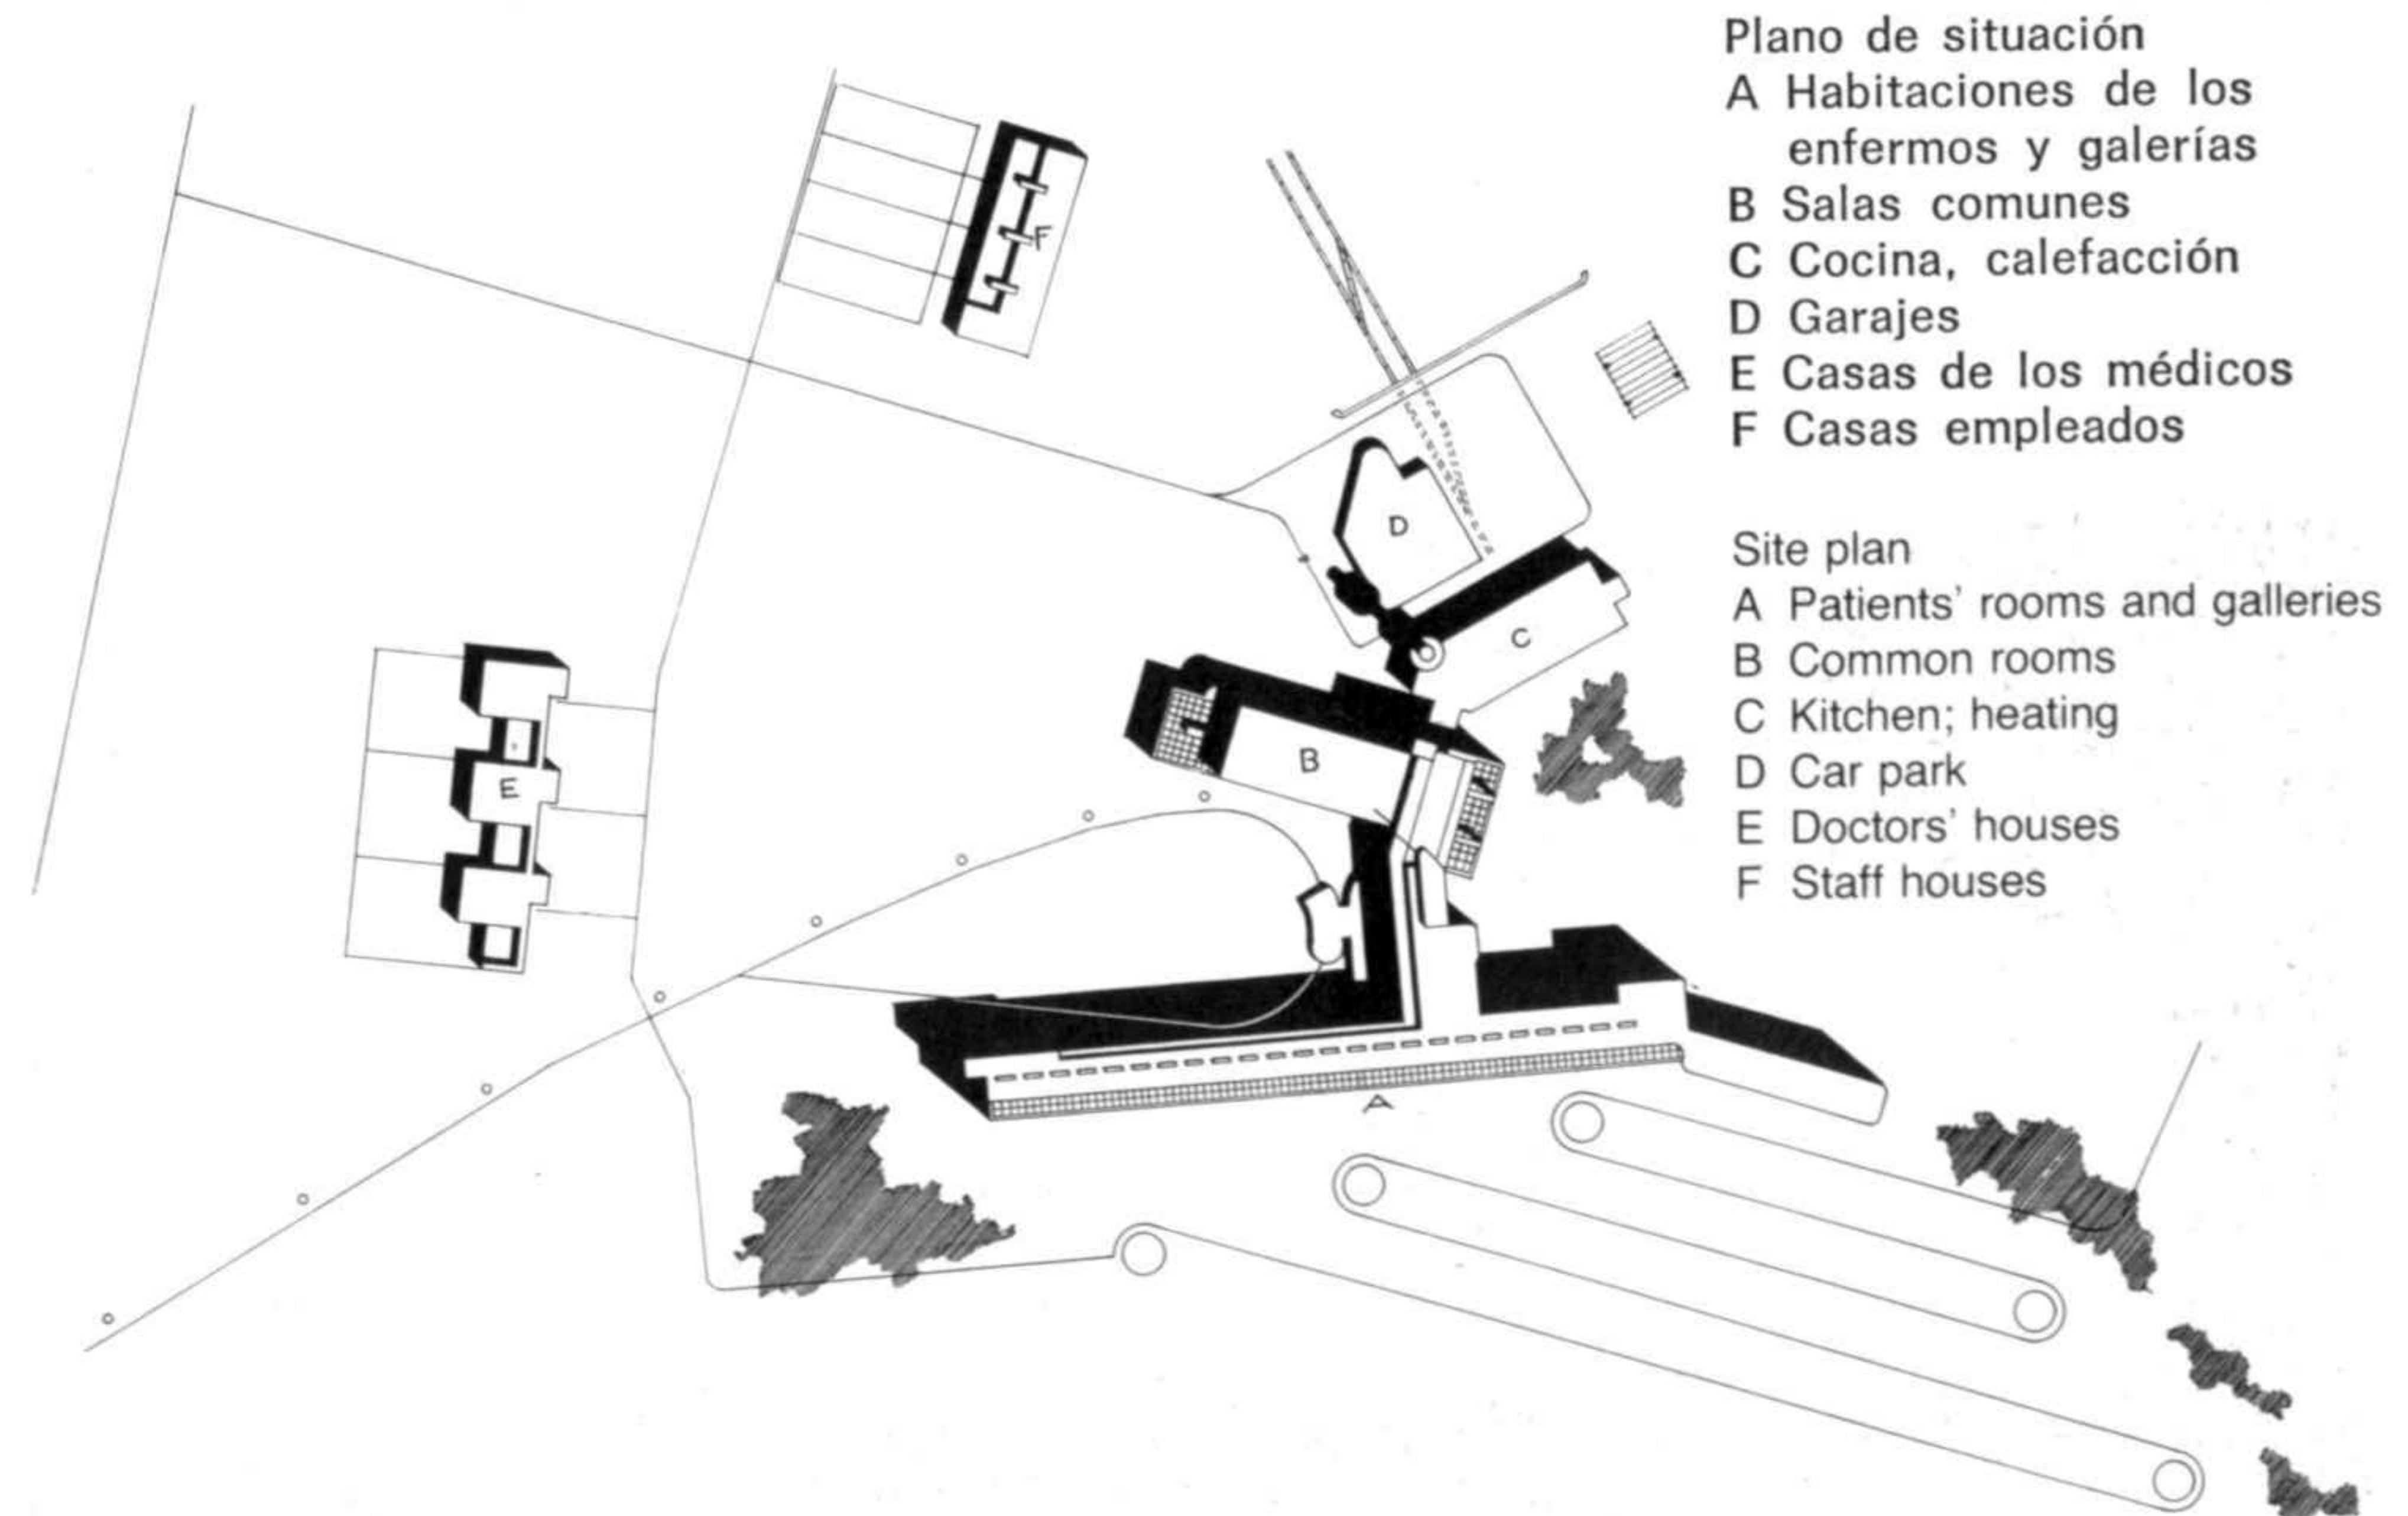 Plano de situación
A Habitaciones de los
enfermos y galerías
B Salas comunes
C Cocina, calefacción
D Garajes
E Casas de los médicos
F Casas empleados
Site plan
A Patients' rooms and galleries
B Common rooms
C Kitchen; heating
D Car park
E Doctors' houses
F Staff houses
F
D
C
B
E
A